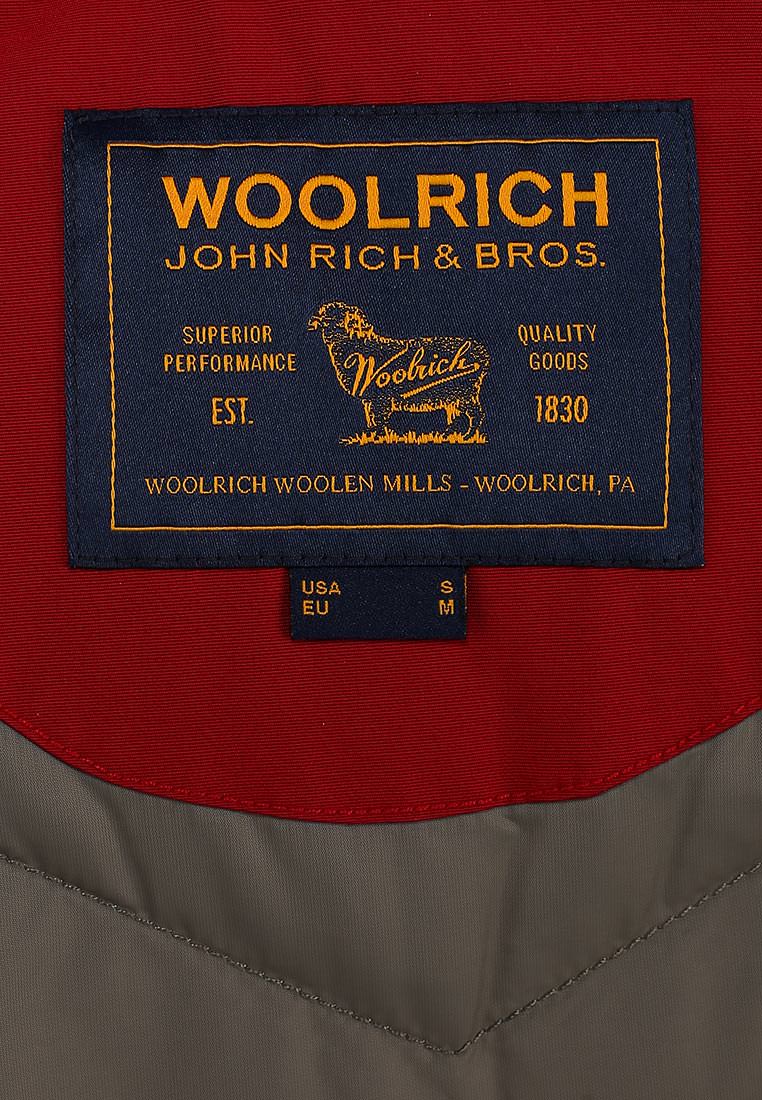 WOOLRICH
JOHN RICH & BROS.
SUPERIOR
PERFORMANCE
EST.
Woolrich
QUALITY
GOODS
1830
WOOLRICH WOOLEN MILLS - WOOLRICH, PA
USA S
EU M